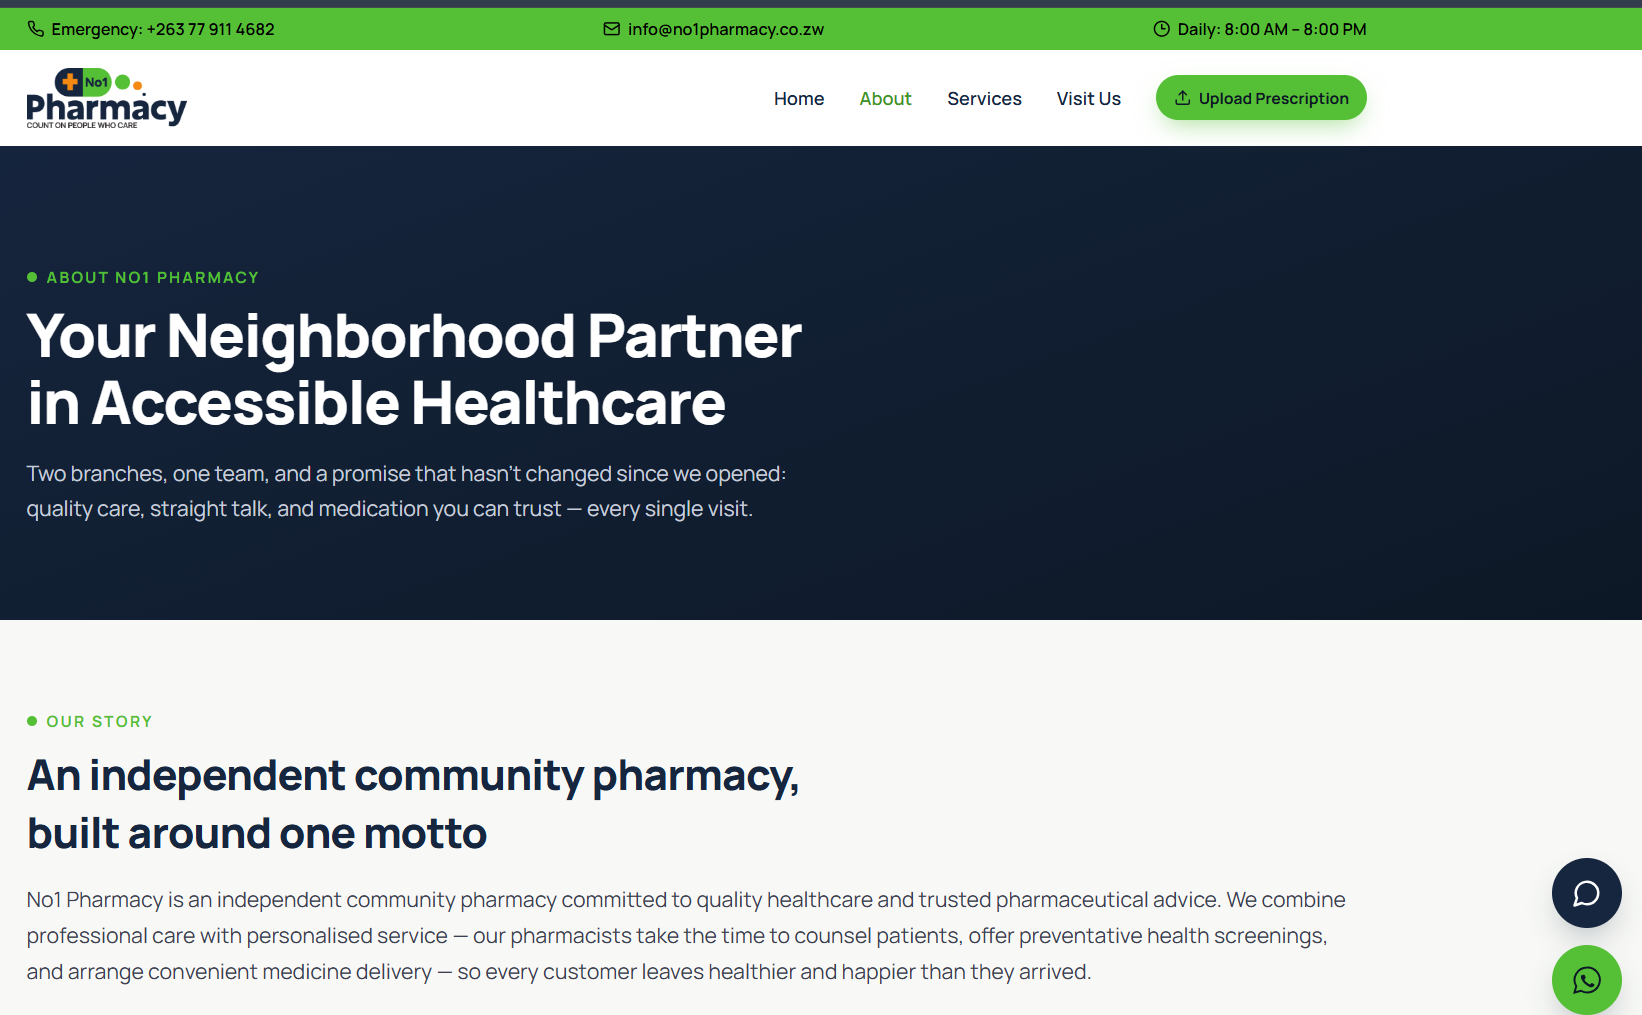 Emergency: +263 77 911 4682
info@no1pharmacy.co.zw
Daily: 8:00 AM – 8:00 PM
No1
Pharmacy
COUNT ON PEOPLE WHO CARE
Home
About
Services
Visit Us
Upload Prescription
ABOUT NO1 PHARMACY
Your Neighborhood Partner
in Accessible Healthcare
Two branches, one team, and a promise that hasn't changed since we opened:
quality care, straight talk, and medication you can trust — every single visit.
OUR STORY
An independent community pharmacy,
built around one motto
No1 Pharmacy is an independent community pharmacy committed to quality healthcare and trusted pharmaceutical advice. We combine
professional care with personalised service — our pharmacists take the time to counsel patients, offer preventative health screenings,
and arrange convenient medicine delivery — so every customer leaves healthier and happier than they arrived.